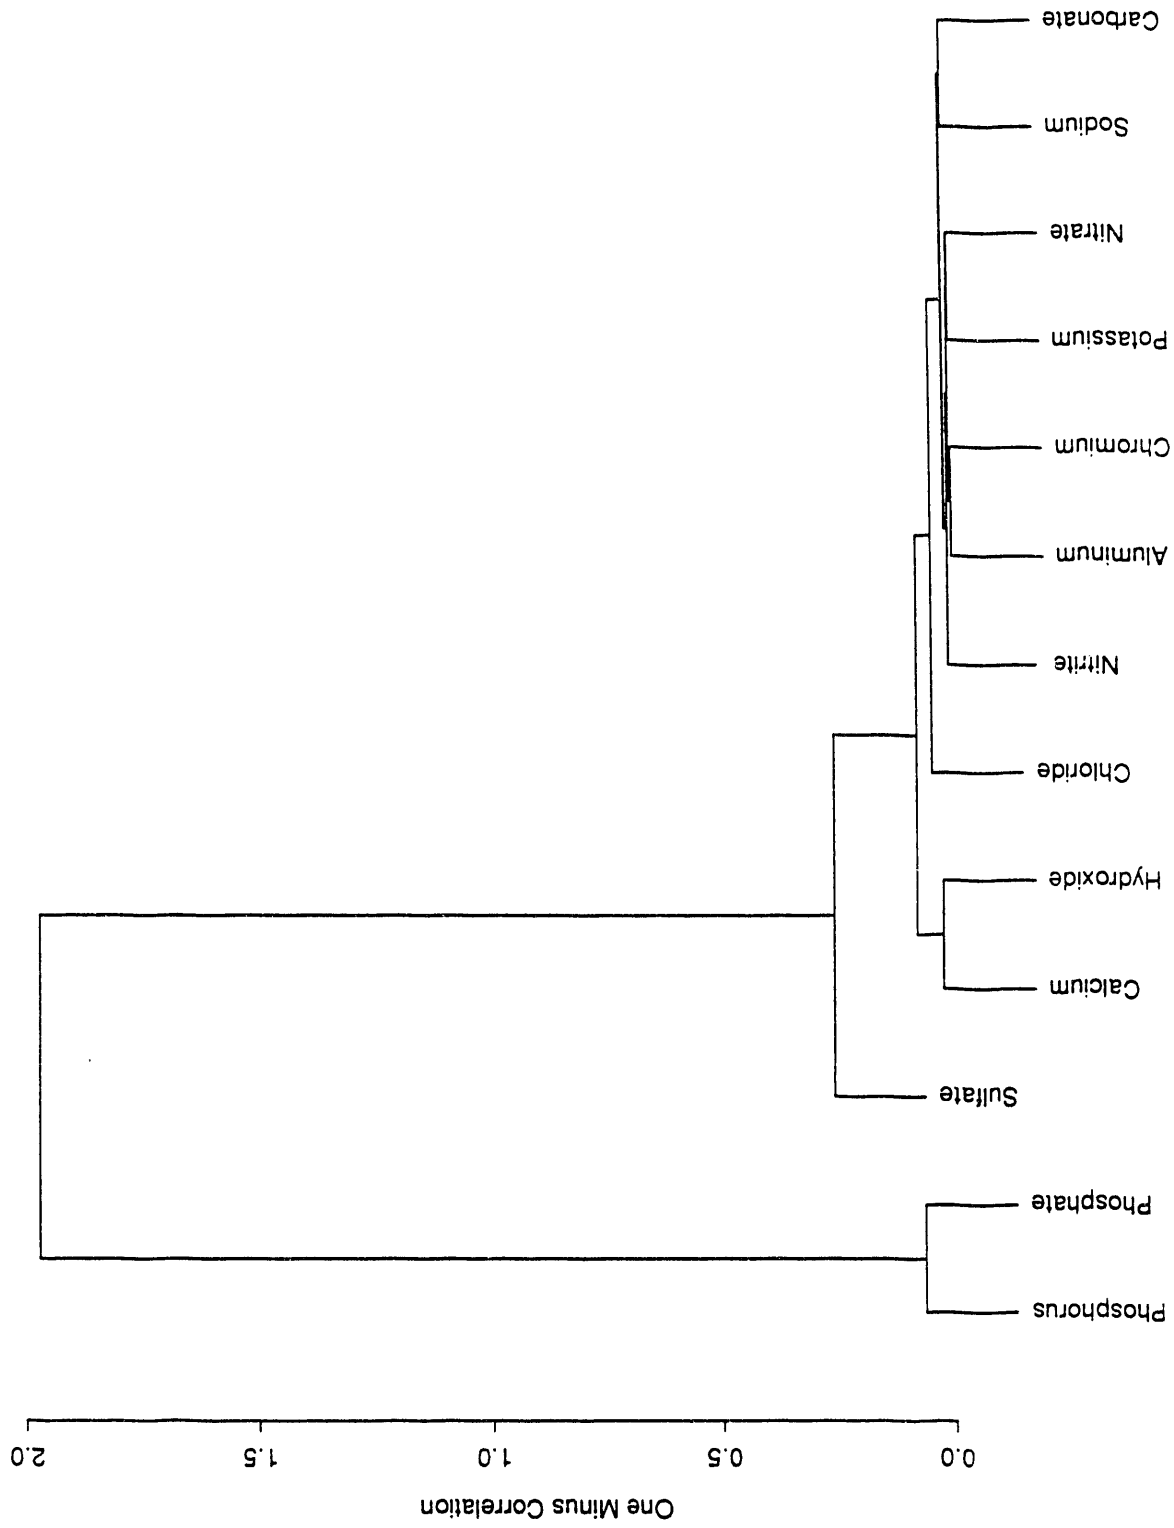 One Minus Correlation
0.0
0.5
1.0
1.5
2.0
Phosphorus
Phosphate
Sulfate
Calcium
Hydroxide
Chloride
Nitrite
Aluminum
Chromium
Potassium
Nitrate
Sodium
Carbonate